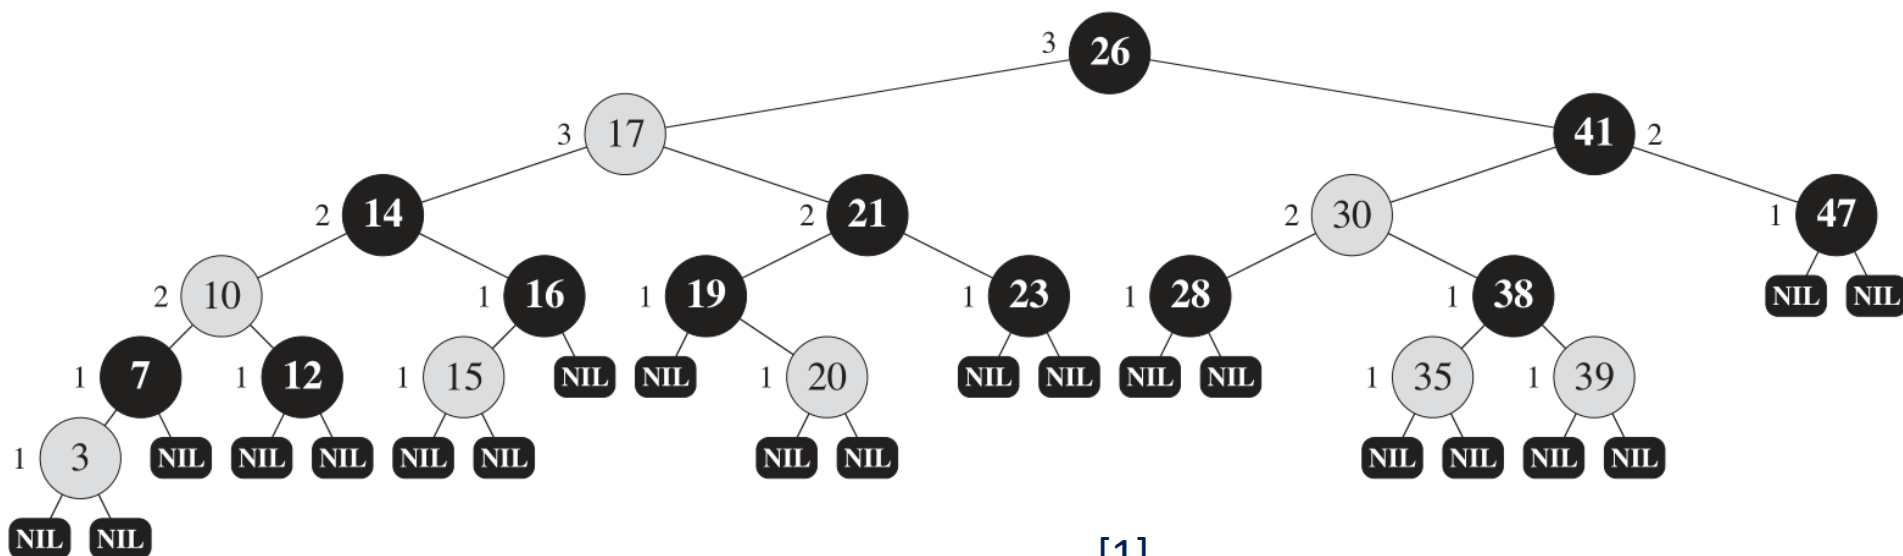 3 26
3 17 41 2
2 14 2 21 2 30 1 47
2 10 1 16 1 19 1 23 1 28 1 38 NIL NIL
1 7 1 12 1 15 NIL NIL 1 20 NIL NIL NIL NIL 1 35 1 39
1 3 NIL NIL NIL NIL NIL NIL NIL NIL NIL NIL NIL
NIL NIL
[1]